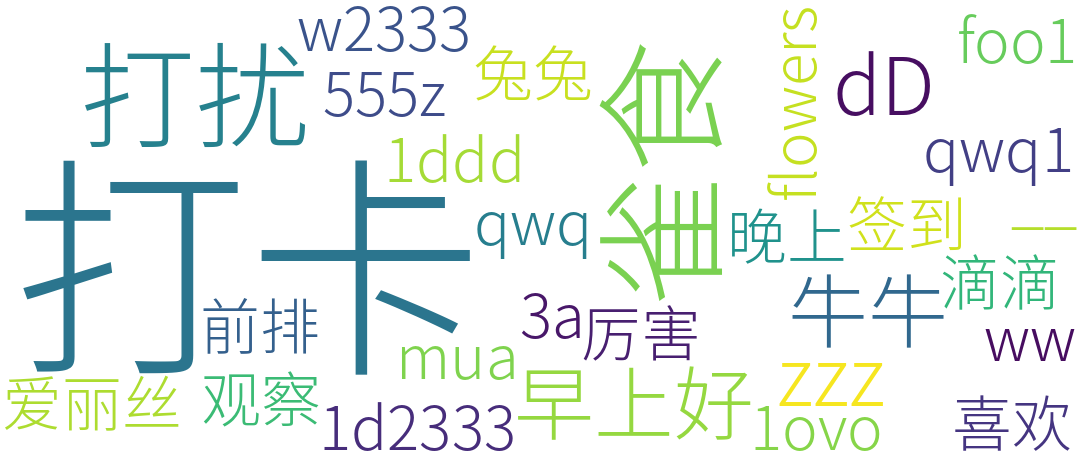 w2333
打扰
555z
兔兔
雀食
flowers
dD
foo1
1ddd
qwq1
打卡
qwq
晚上
签到
一一
前排
3a
厉害
牛牛
滴滴
ww
mua
zzz
爱丽丝
观察
1d2333
早上好
1ovo
喜欢